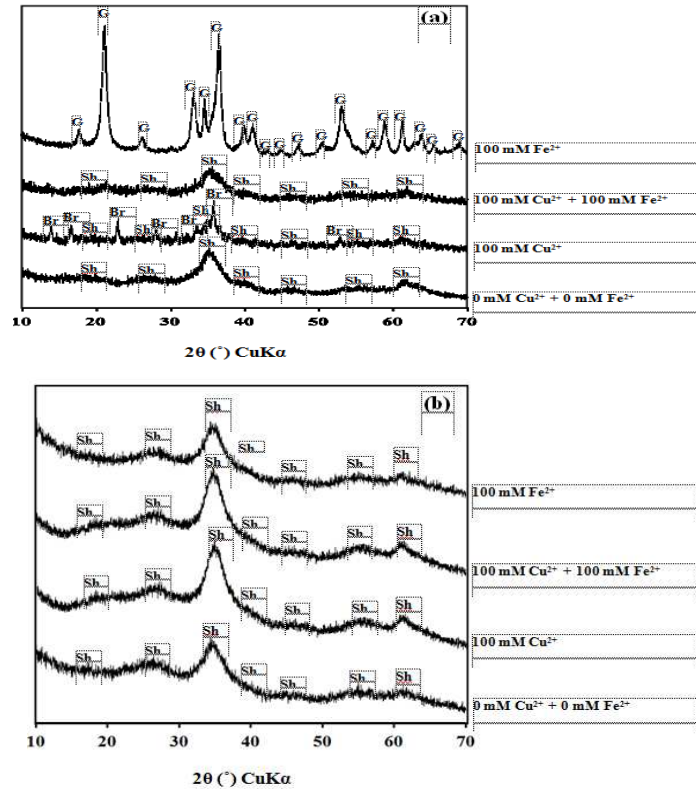 (a)
G G G G G G G G G G G G G G G G G G G
100 mM Fe²⁺
Sh Sh Sh Sh Sh Sh Sh
100 mM Cu²⁺ + 100 mM Fe²⁺
Br Br Sh Br Sh Br Br Sh Br Sh Sh Br Sh Sh
100 mM Cu²⁺
Sh Sh Sh Sh Sh Sh Sh
0 mM Cu²⁺ + 0 mM Fe²⁺
10 20 30 40 50 60 70
2θ (°) CuKα
(b)
Sh Sh Sh Sh Sh Sh Sh
100 mM Fe²⁺
Sh Sh Sh Sh Sh Sh Sh
100 mM Cu²⁺ + 100 mM Fe²⁺
Sh Sh Sh Sh Sh Sh Sh
100 mM Cu²⁺
Sh Sh Sh Sh Sh Sh Sh
0 mM Cu²⁺ + 0 mM Fe²⁺
10 20 30 40 50 60 70
2θ (°) CuKα